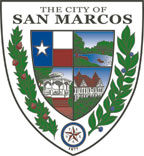 THE CITY OF
SAN MARCOS